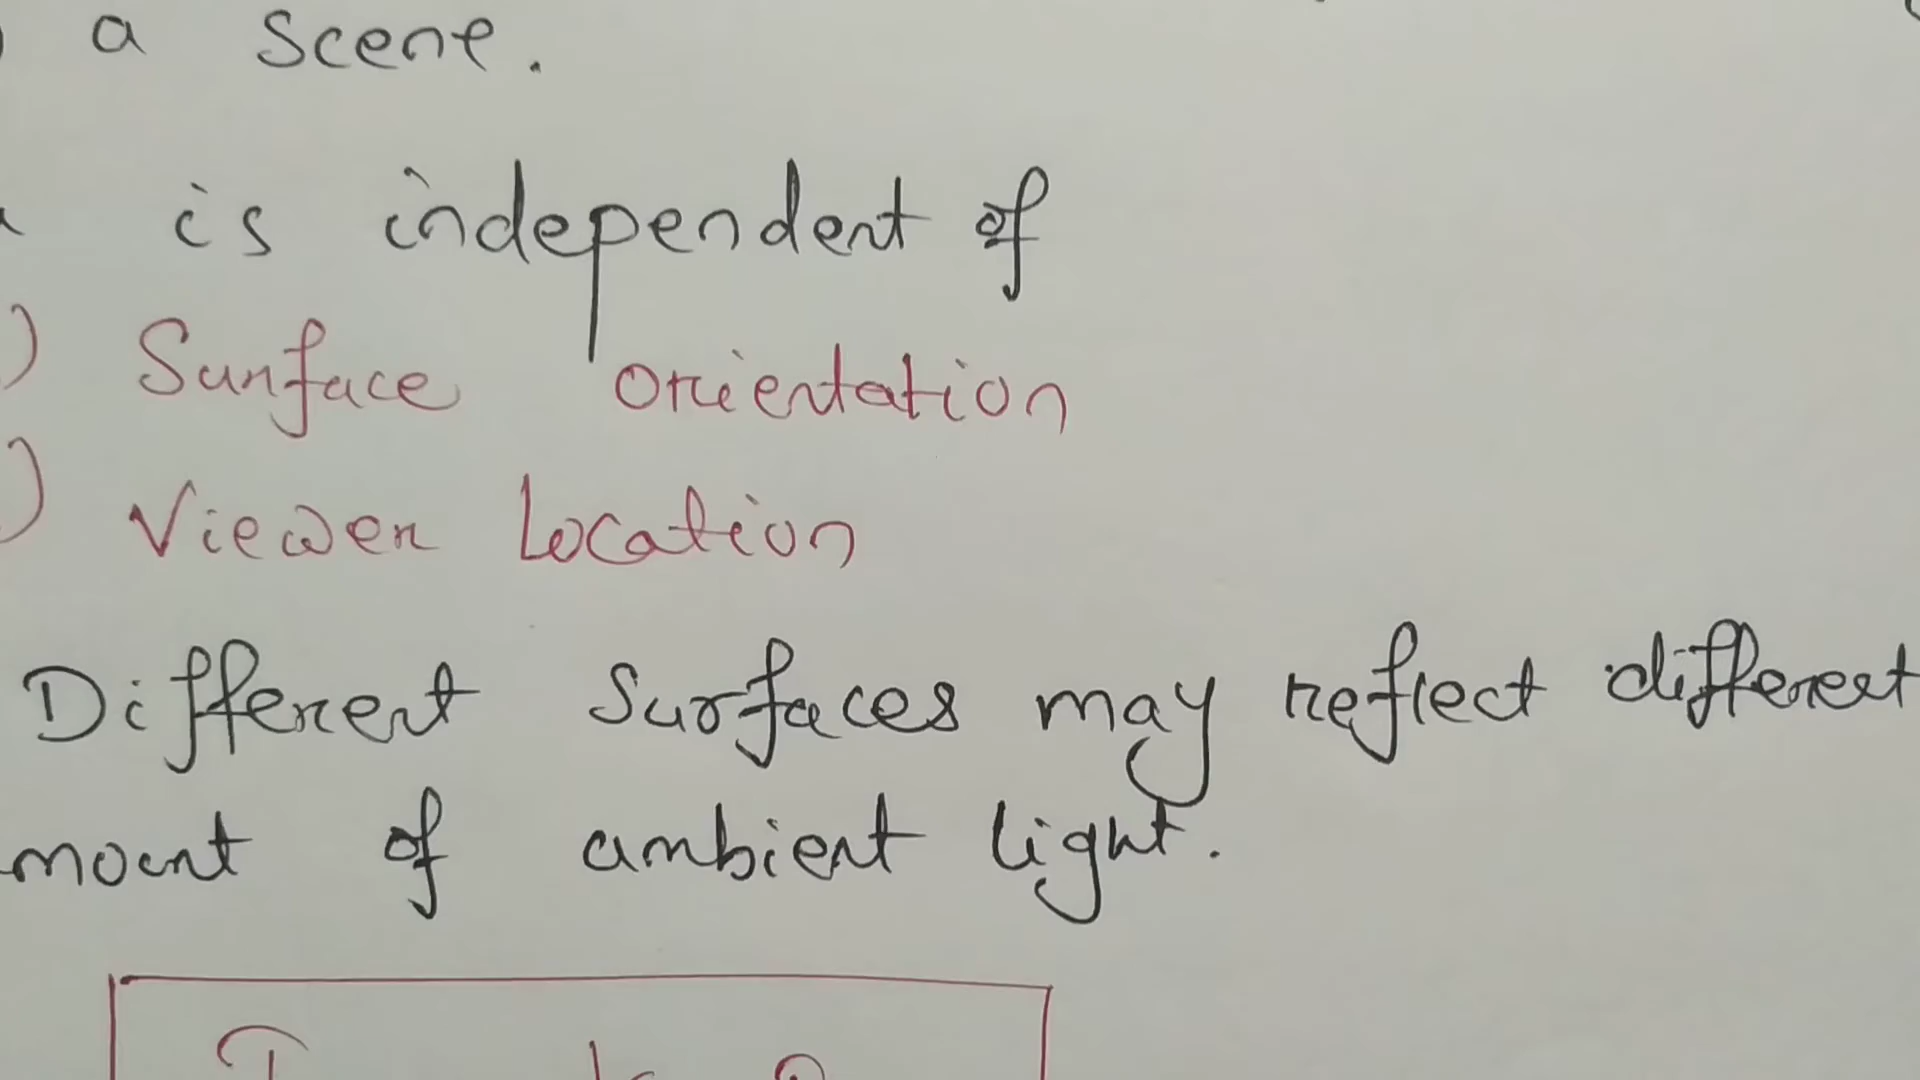 a scene.
is independent of
) Surface orientation
) Viewer Location
Different Surfaces may reflect different
mount of ambient light.